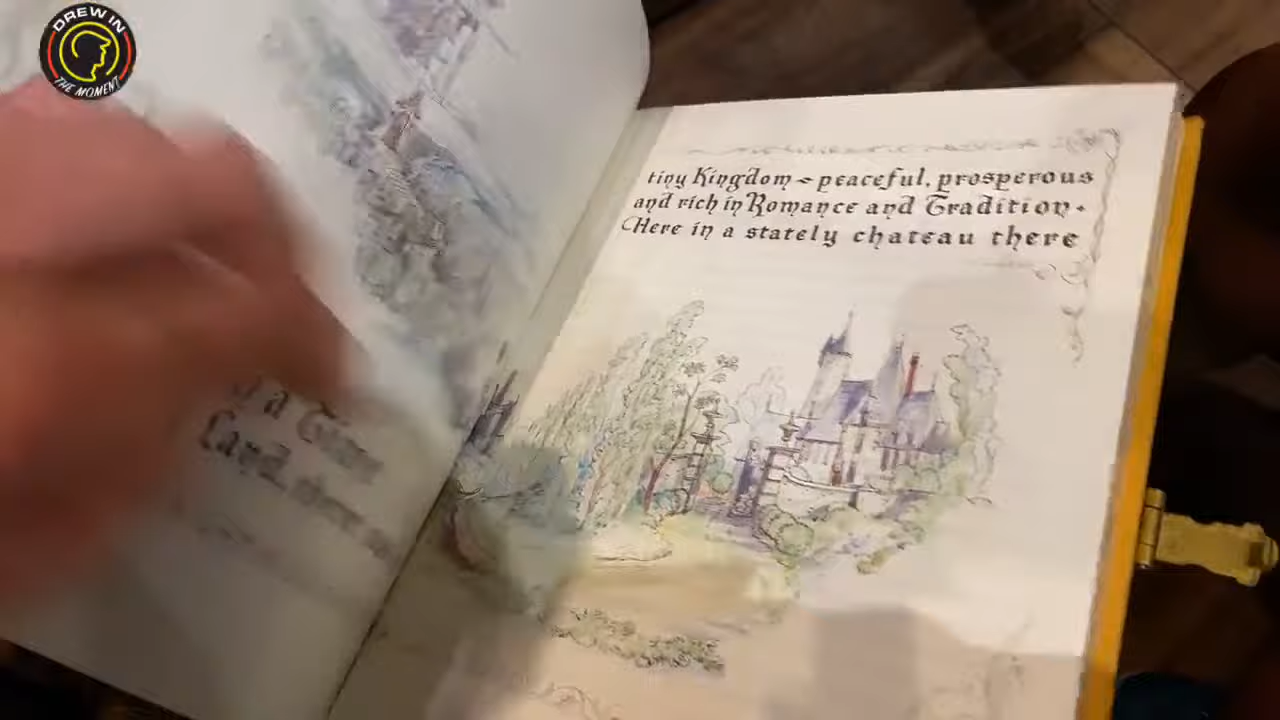 DREW IN
THE MOMENT
a
Land,
tiny Kingdom ~ peaceful, prosperous
and rich in Romance and Tradition.
Here in a stately chateau there